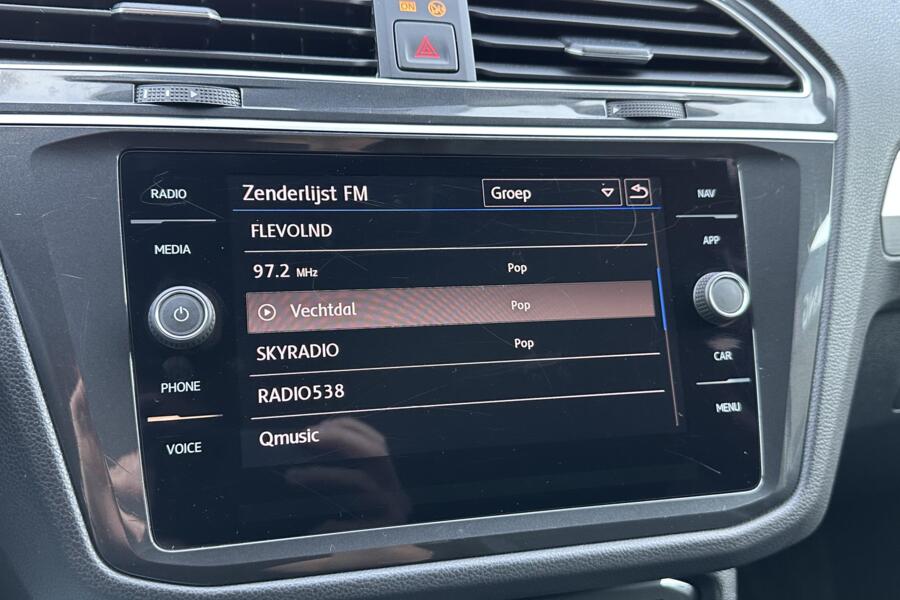 ON
RADIO
MEDIA
PHONE
VOICE
Zenderlijst FM
Groep
FLEVOLND
97.2 MHz Pop
Vechtdal Pop
SKYRADIO Pop
RADIO538
Qmusic
NAV
APP
CAR
MENU